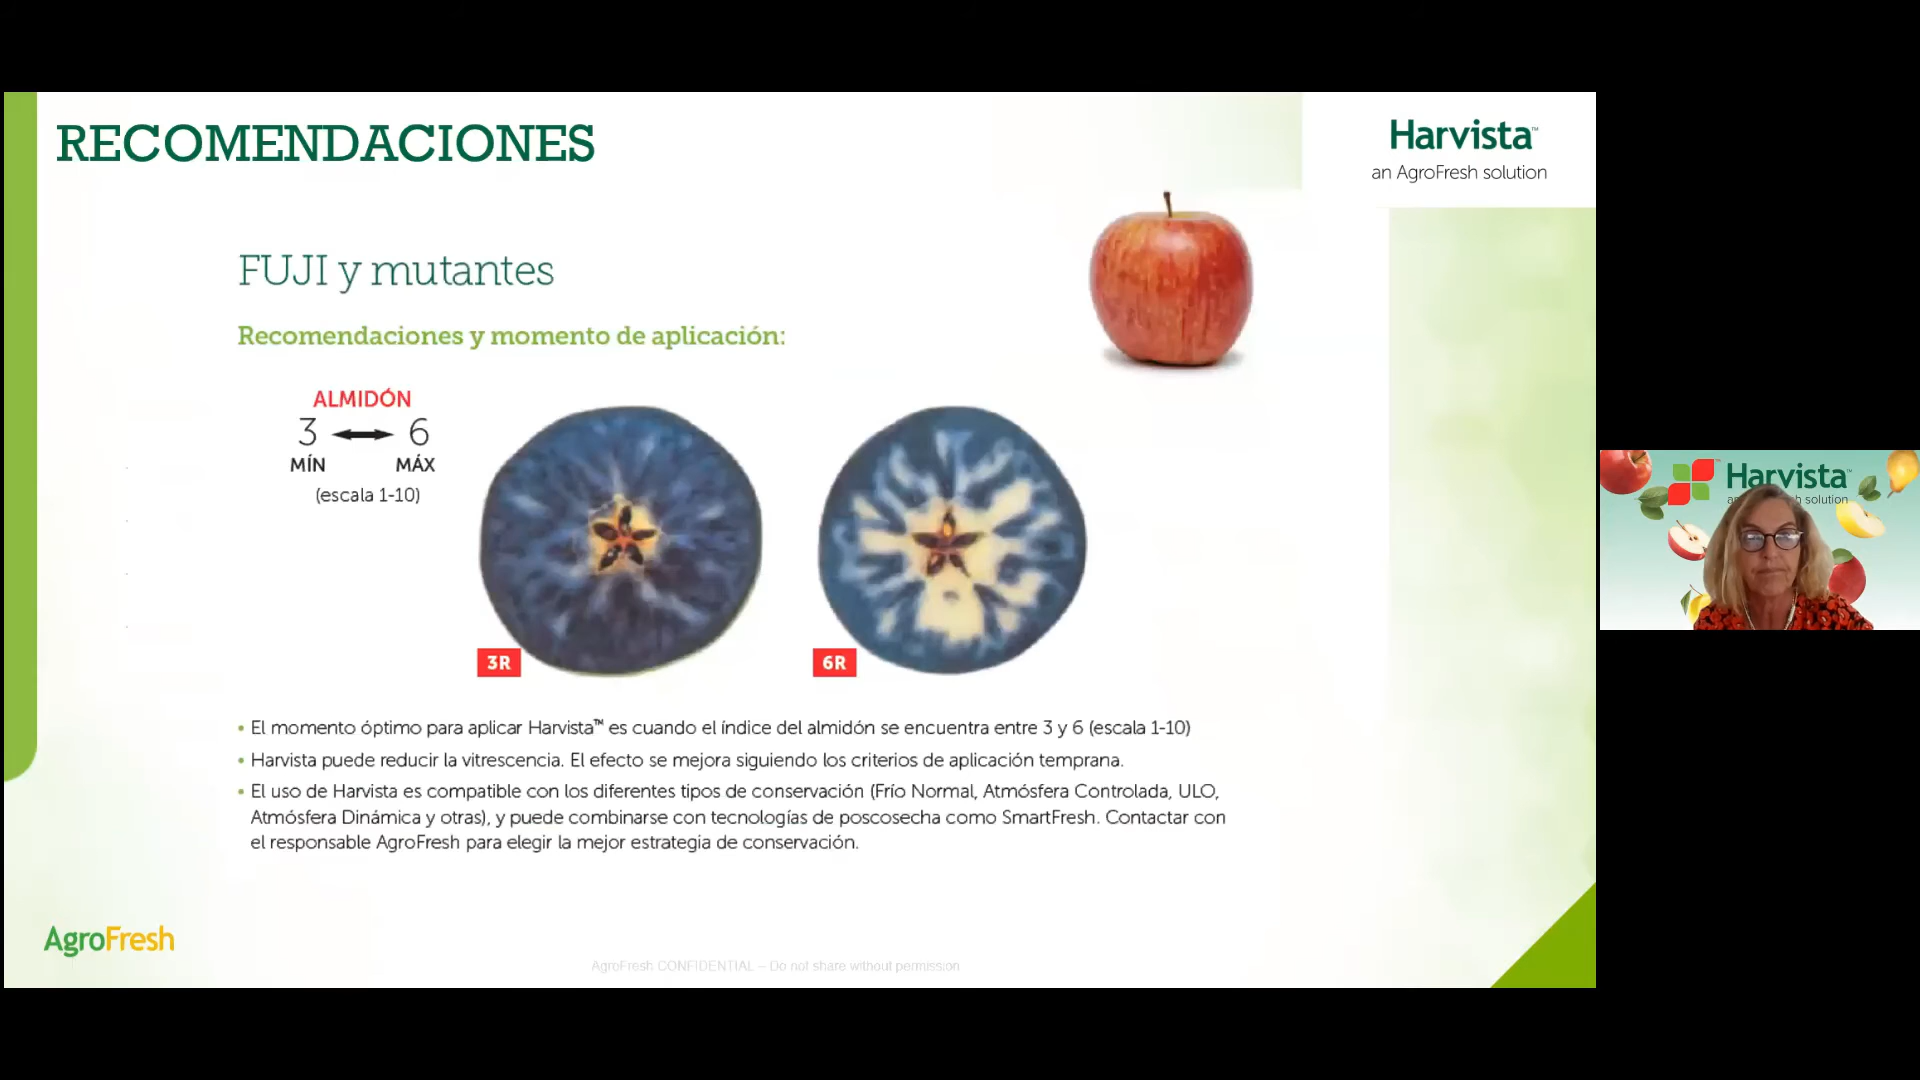 RECOMENDACIONES
Harvista™
an AgroFresh solution
FUJI y mutantes
Recomendaciones y momento de aplicación:
ALMIDÓN
3 6
MÍN MÁX
(escala 1-10)
3R
6R
• El momento óptimo para aplicar Harvista™ es cuando el índice del almidón se encuentra entre 3 y 6 (escala 1-10)
• Harvista puede reducir la vitrescencia. El efecto se mejora siguiendo los criterios de aplicación temprana.
• El uso de Harvista es compatible con los diferentes tipos de conservación (Frío Normal, Atmósfera Controlada, ULO,
Atmósfera Dinámica y otras), y puede combinarse con tecnologías de poscosecha como SmartFresh. Contactar con
el responsable AgroFresh para elegir la mejor estrategia de conservación.
AgroFresh
AgroFresh CONFIDENTIAL – Do not share without permission
Harvista™
solution